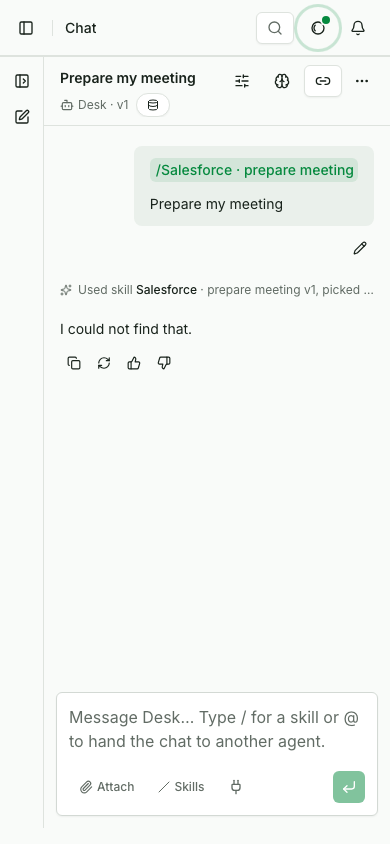 Chat
Prepare my meeting
Desk · v1
/Salesforce · prepare meeting
Prepare my meeting
Used skill Salesforce · prepare meeting v1, picked ...
I could not find that.
Message Desk... Type / for a skill or @
to hand the chat to another agent.
Attach
Skills